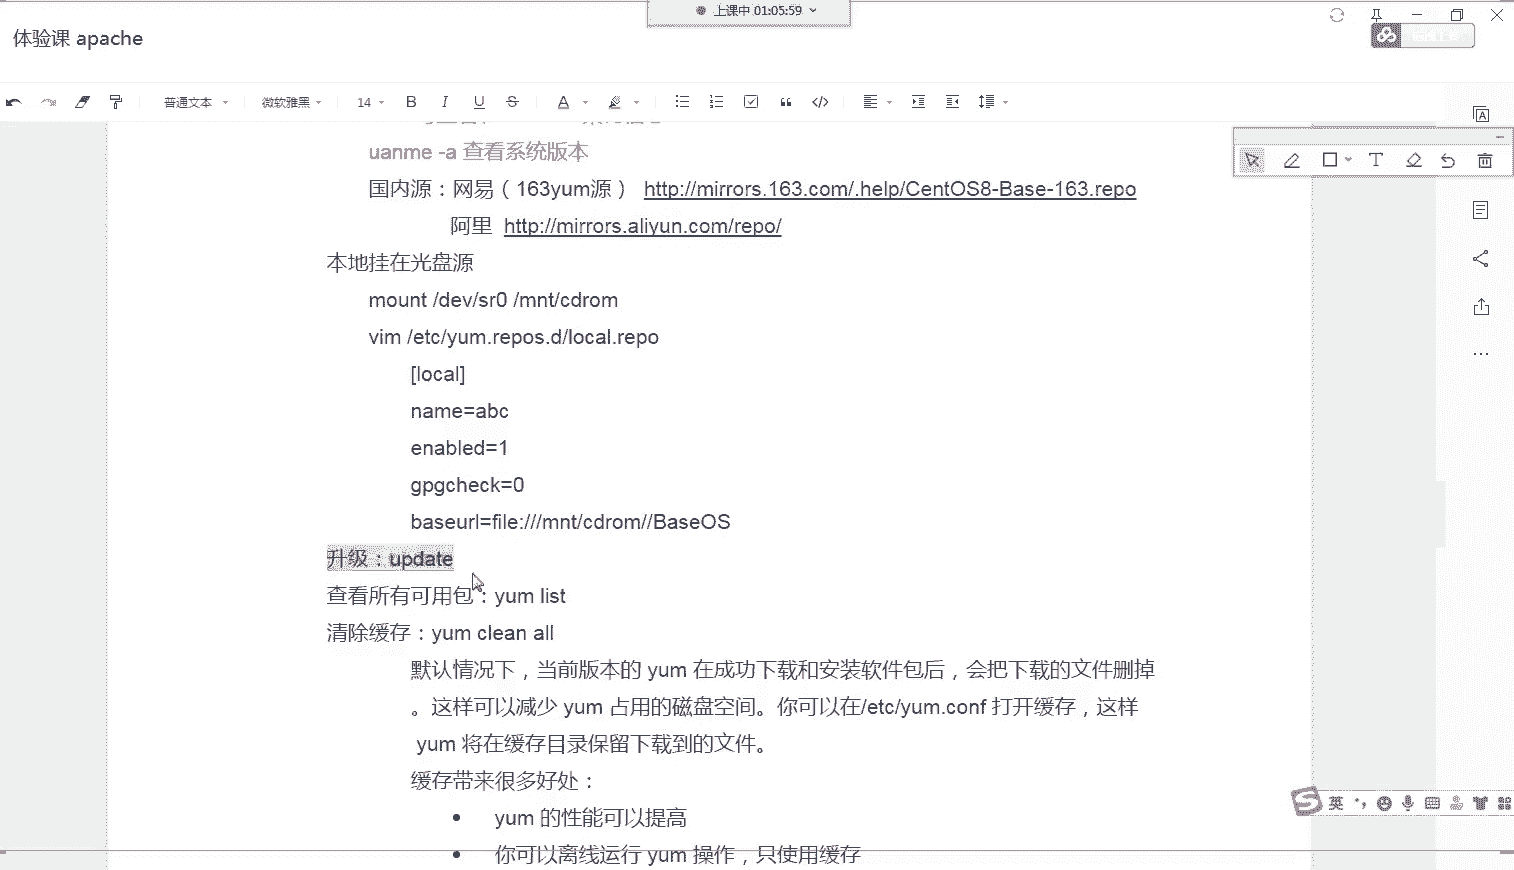 上课中 01:05:59
体验课 apache
普通文本
微软雅黑
14
B I U S A
uanme -a 查看系统版本
国内源：网易（163yum源） http://mirrors.163.com/.help/CentOS8-Base-163.repo
阿里 http://mirrors.aliyun.com/repo/
本地挂在光盘源
mount /dev/sr0 /mnt/cdrom
vim /etc/yum.repos.d/local.repo
[local]
name=abc
enabled=1
gpgcheck=0
baseurl=file:///mnt/cdrom//BaseOS
升级：update
查看所有可用包：yum list
清除缓存：yum clean all
默认情况下，当前版本的 yum 在成功下载和安装软件包后，会把下载的文件删掉
。这样可以减少 yum 占用的磁盘空间。你可以在/etc/yum.conf 打开缓存，这样
yum 将在缓存目录保留下载到的文件。
缓存带来很多好处：
• yum 的性能可以提高
• 你可以离线运行 yum 操作，只使用缓存
英